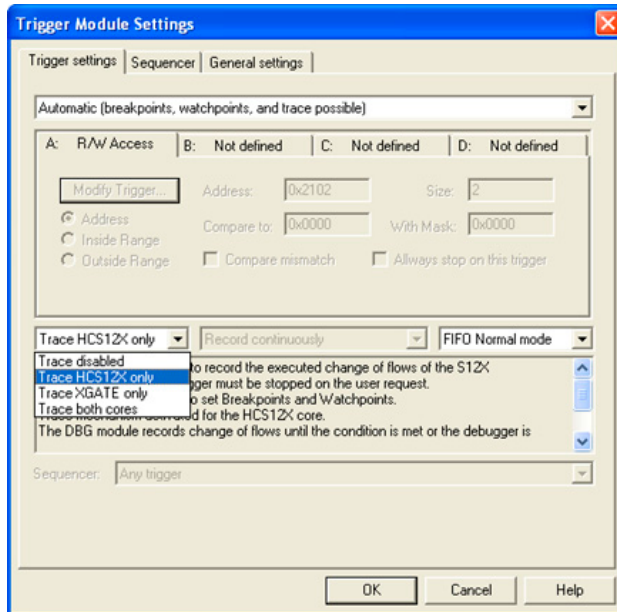 Trigger Module Settings
Trigger settings Sequencer General settings
Automatic (breakpoints, watchpoints, and trace possible)
A: R/W Access B: Not defined C: Not defined D: Not defined
Modify Trigger... Address: 0x2102 Size: 2
Address Compare to: 0x0000 With Mask: 0x0000
Inside Range
Outside Range Compare mismatch Allways stop on this trigger
Trace HCS12X only Record continuously FIFO Normal mode
Trace disabled
Trace HCS12X only
Trace XGATE only
Trace both cores
to record the executed change of flows of the S12X
gger must be stopped on the user request.
o set Breakpoints and Watchpoints.
for the HCS12X core.
The DBG module records change of flows until the condition is met or the debugger is
Sequencer: Any trigger
OK Cancel Help